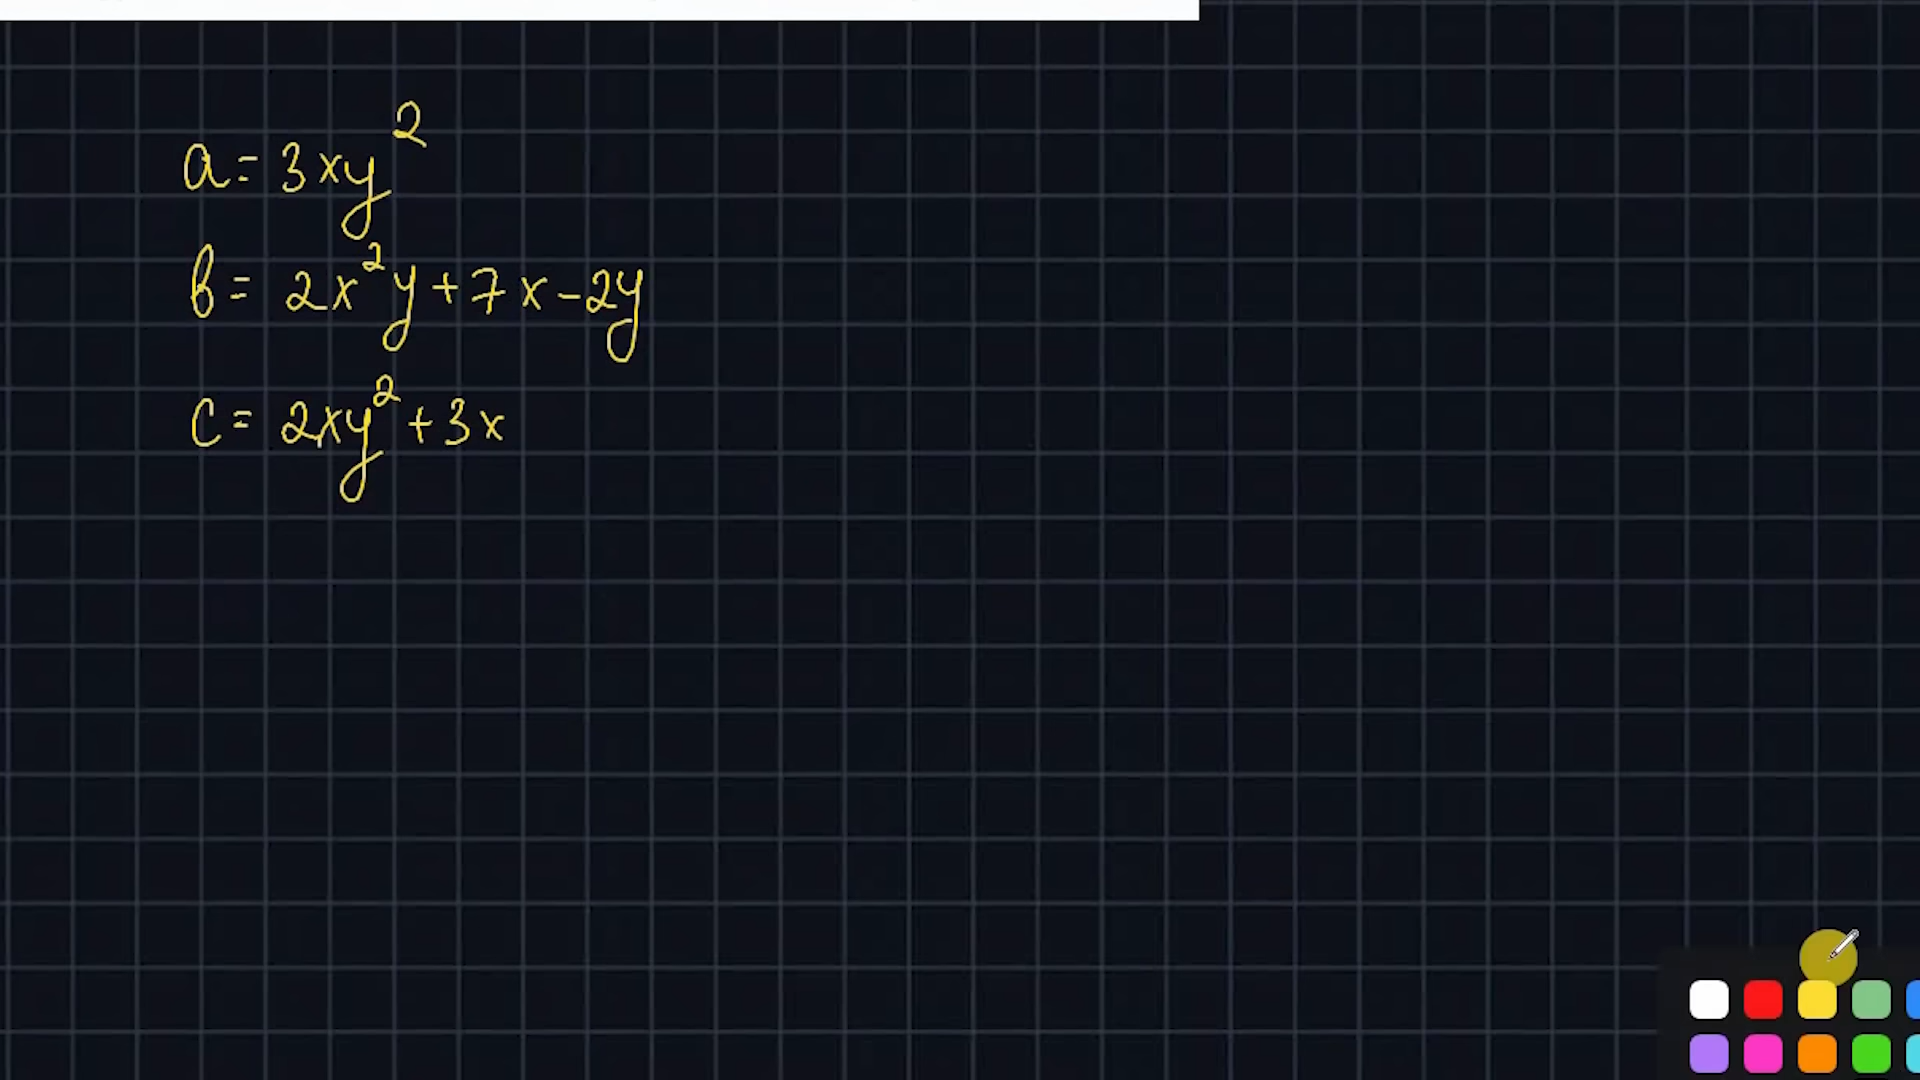 a = 3xy²
b = 2x²y + 7x - 2y
c = 2xy² + 3x